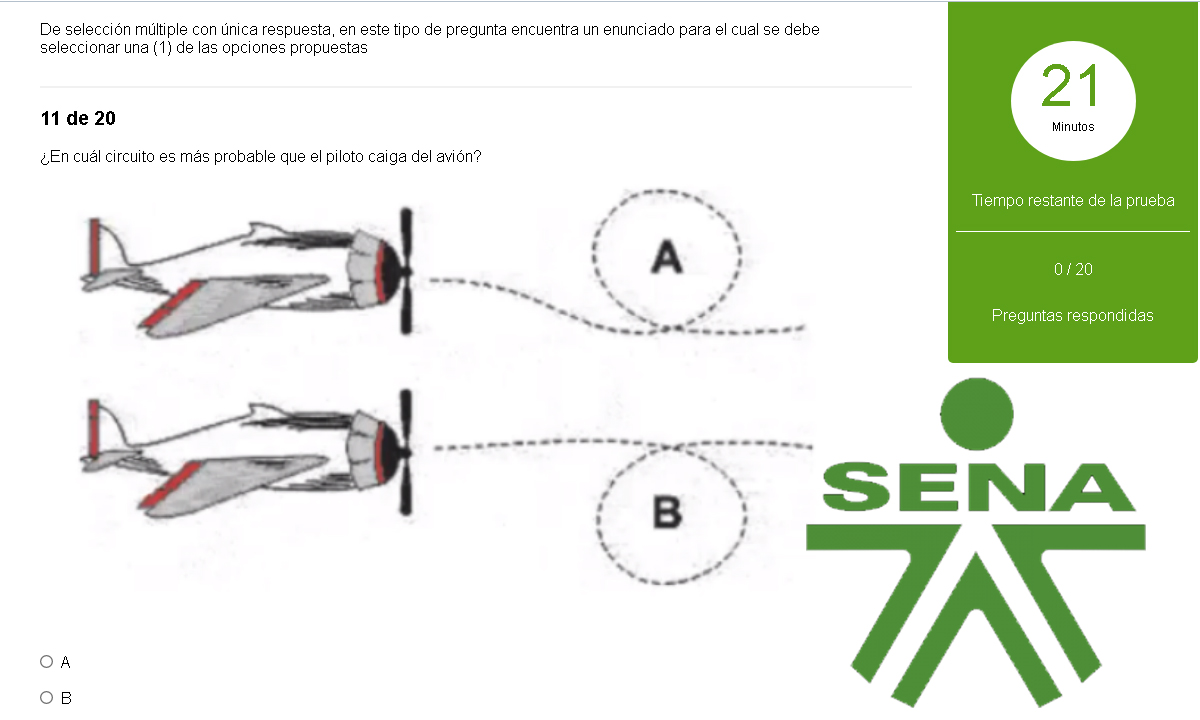 De selección múltiple con única respuesta, en este tipo de pregunta encuentra un enunciado para el cual se debe
seleccionar una (1) de las opciones propuestas
11 de 20
¿En cuál circuito es más probable que el piloto caiga del avión?
A
B
A
B
21
Minutos
Tiempo restante de la prueba
0 / 20
Preguntas respondidas
SENA